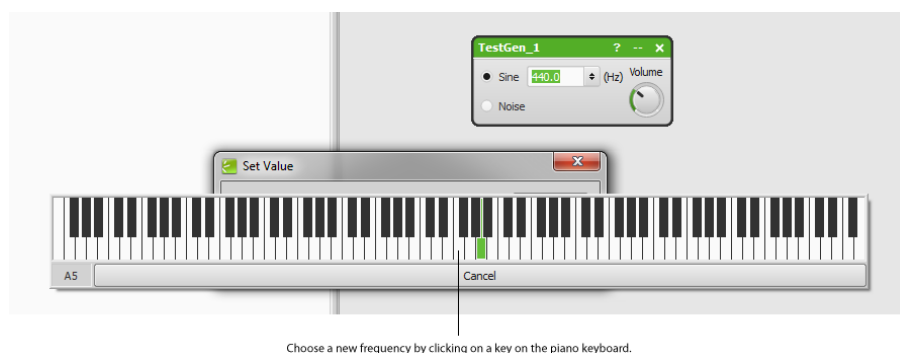 TestGen_1 ? -- X
Sine 440.0 (Hz) Volume
Noise
Set Value
A5 Cancel
Choose a new frequency by clicking on a key on the piano keyboard.